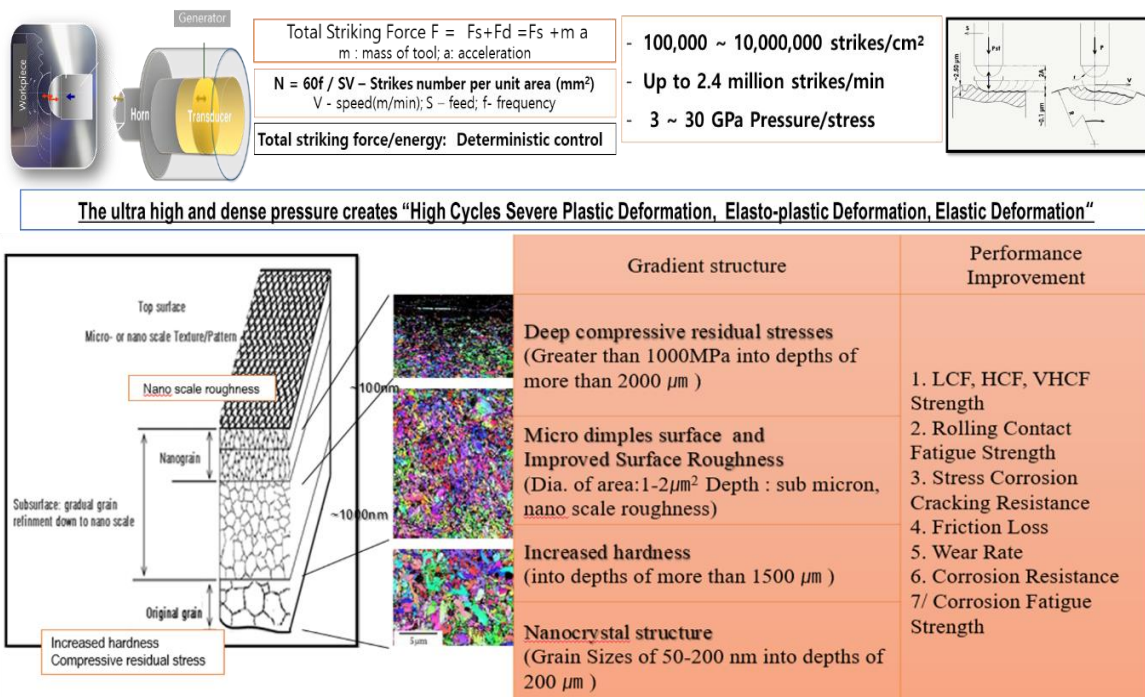 Generator
Workpiece
Horn
Transducer
Total Striking Force F = Fs+Fd =Fs +m a
m : mass of tool; a: acceleration
N = 60f / SV – Strikes number per unit area (mm²)
V - speed(m/min); S – feed; f- frequency
Total striking force/energy: Deterministic control
- 100,000 ~ 10,000,000 strikes/cm²
- Up to 2.4 million strikes/min
- 3 ~ 30 GPa Pressure/stress
S
Psf
P
~2.50 μm
2A
~0.1 μm
V
The ultra high and dense pressure creates “High Cycles Severe Plastic Deformation, Elasto-plastic Deformation, Elastic Deformation“
Top surface
Micro- or nano scale Texture/Pattern
Nano scale roughness
~100nm
Nanograin
Subsurface: gradual grain
refinment down to nano scale
~1000nm
Original grain
Increased hardness
Compressive residual stress
5μm
Gradient structure
Performance
Improvement
Deep compressive residual stresses
(Greater than 1000MPa into depths of
more than 2000 ㎛ )
Micro dimples surface and
Improved Surface Roughness
(Dia. of area:1-2㎛² Depth : sub micron,
nano scale roughness)
Increased hardness
(into depths of more than 1500 ㎛ )
Nanocrystal structure
(Grain Sizes of 50-200 nm into depths of
200 ㎛ )
1. LCF, HCF, VHCF
Strength
2. Rolling Contact
Fatigue Strength
3. Stress Corrosion
Cracking Resistance
4. Friction Loss
5. Wear Rate
6. Corrosion Resistance
7/ Corrosion Fatigue
Strength